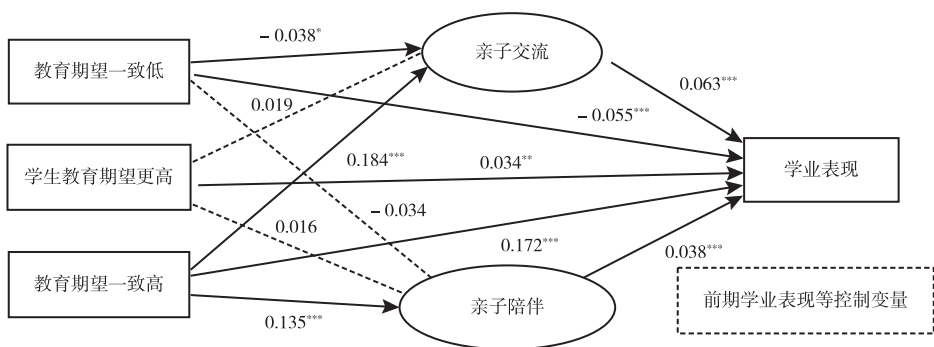 －0.038*
亲子交流
教育期望一致低
0.063***
0.019
－0.055***
学生教育期望更高
0.184***
0.034**
学业表现
－0.034
0.016
0.172***
0.038***
教育期望一致高
亲子陪伴
前期学业表现等控制变量
0.135***